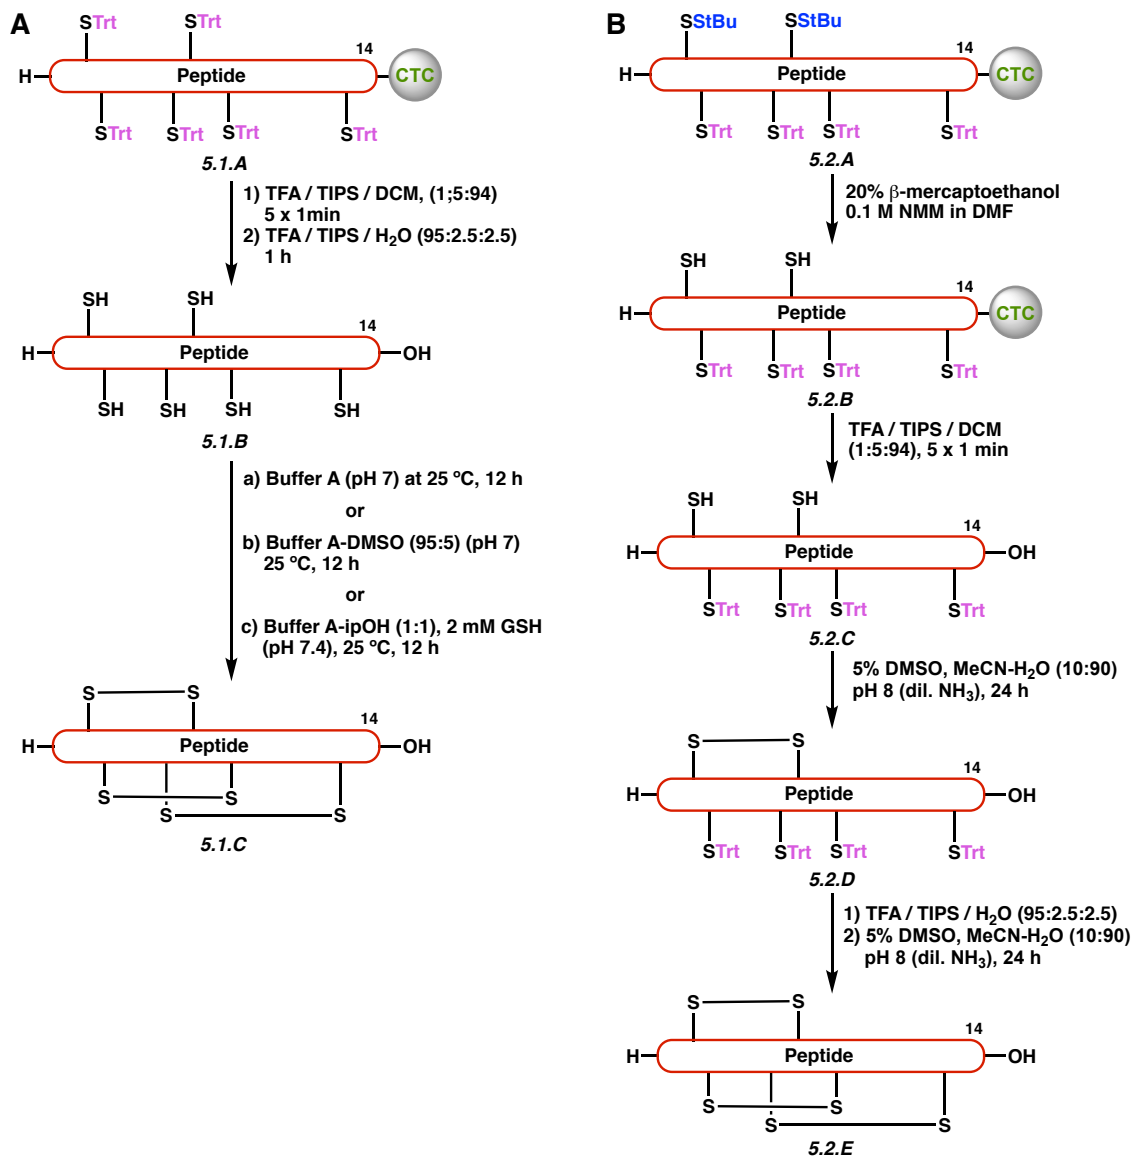 A
STrt STrt
14
H Peptide CTC
STrt STrt STrt STrt
5.1.A
1) TFA / TIPS / DCM, (1;5:94)
5 x 1min
2) TFA / TIPS / H2O (95:2.5:2.5)
1 h
SH SH
14
H Peptide OH
SH SH SH SH
5.1.B
a) Buffer A (pH 7) at 25 ºC, 12 h
or
b) Buffer A-DMSO (95:5) (pH 7)
25 ºC, 12 h
or
c) Buffer A-ipOH (1:1), 2 mM GSH
(pH 7.4), 25 ºC, 12 h
S S
14
H Peptide OH
S S
S S
5.1.C
B
SStBu SStBu
14
H Peptide CTC
STrt STrt STrt STrt
5.2.A
20% β-mercaptoethanol
0.1 M NMM in DMF
SH SH
14
H Peptide CTC
STrt STrt STrt STrt
5.2.B
TFA / TIPS / DCM
(1:5:94), 5 x 1 min
SH SH
14
H Peptide OH
STrt STrt STrt STrt
5.2.C
5% DMSO, MeCN-H2O (10:90)
pH 8 (dil. NH3), 24 h
S S
14
H Peptide OH
STrt STrt STrt STrt
5.2.D
1) TFA / TIPS / H2O (95:2.5:2.5)
2) 5% DMSO, MeCN-H2O (10:90)
pH 8 (dil. NH3), 24 h
S S
14
H Peptide OH
S S
S S
5.2.E